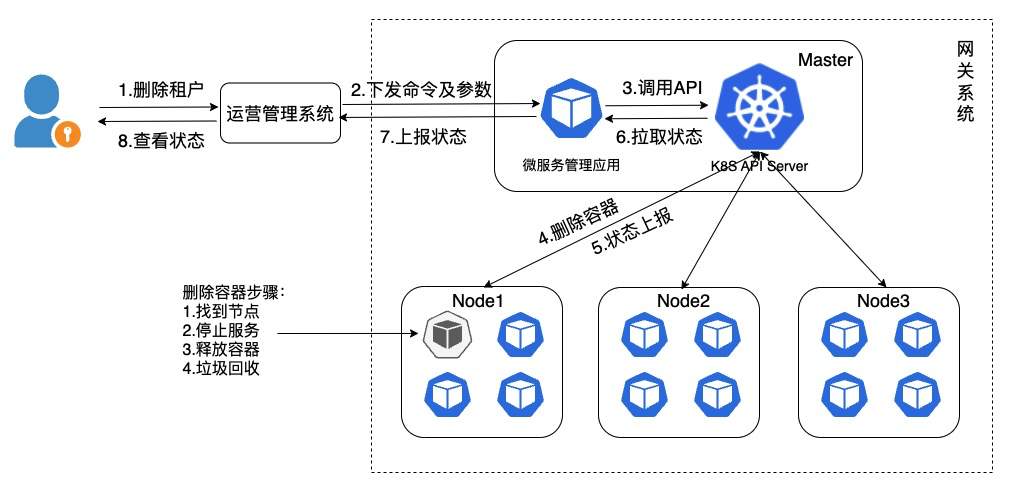 网关系统
Master
1.删除租户
2.下发命令及参数
3.调用API
运营管理系统
8.查看状态
7.上报状态
6.拉取状态
微服务管理应用
K8S API Server
4.删除容器
5.状态上报
删除容器步骤：
1.找到节点
2.停止服务
3.释放容器
4.垃圾回收
Node1
Node2
Node3